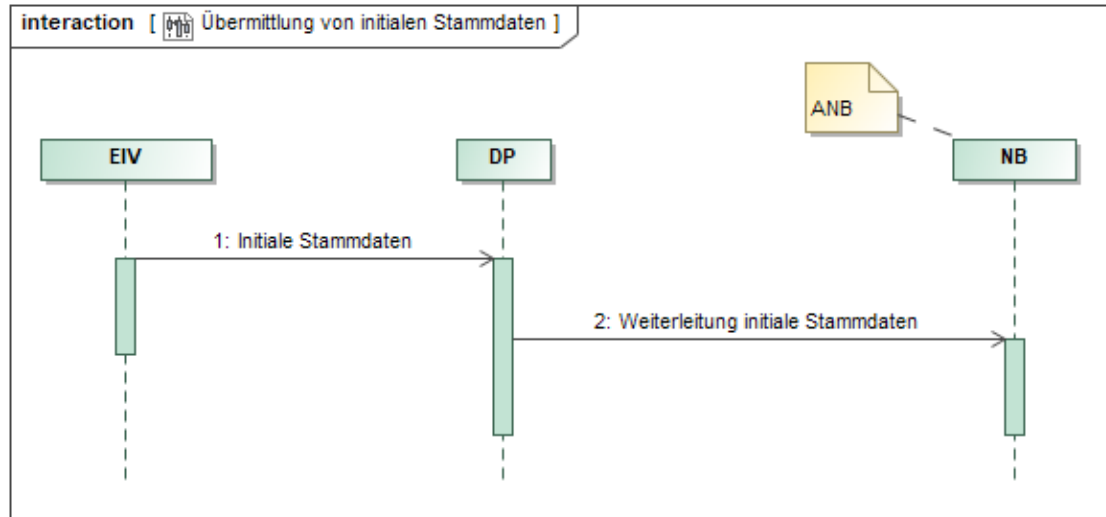 interaction [ Übermittlung von initialen Stammdaten ]
ANB
EIV
DP
NB
1: Initiale Stammdaten
2: Weiterleitung initiale Stammdaten